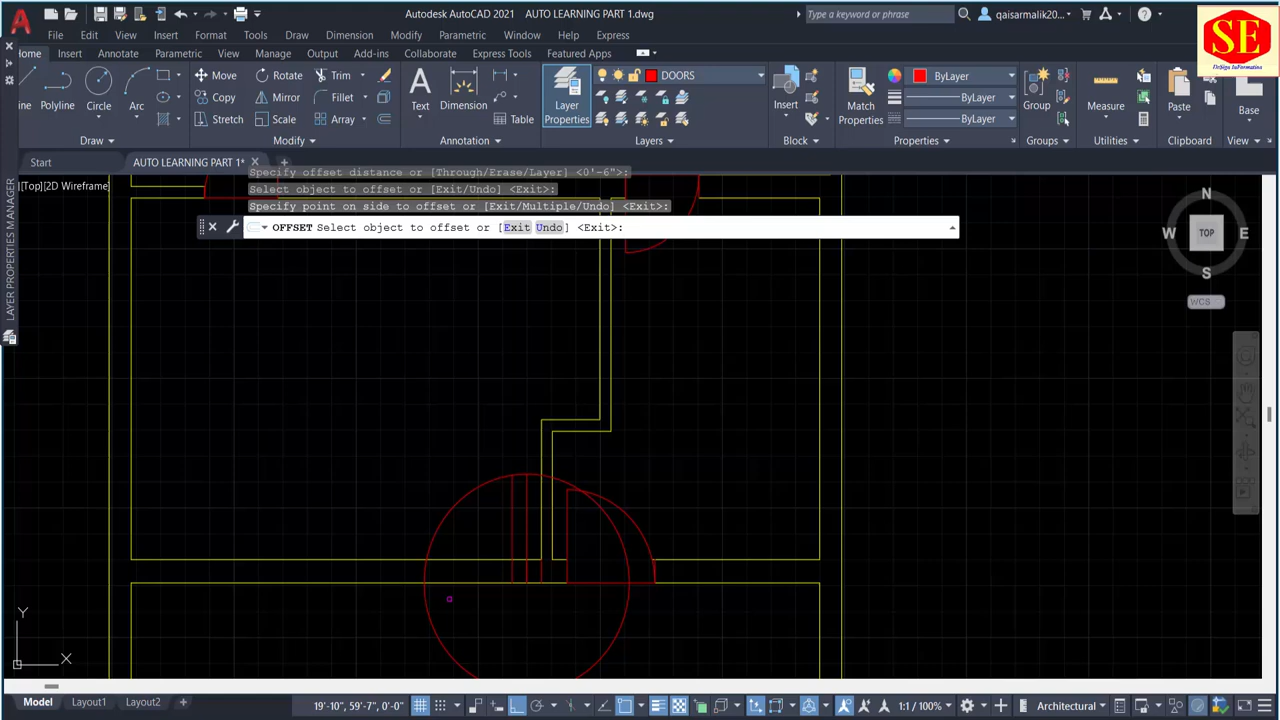 Autodesk AutoCAD 2021 AUTO LEARNING PART 1.dwg
Type a keyword or phrase
qaisarmalik20...
SE
Design InFormation
File Edit View Insert Format Tools Draw Dimension Modify Parametric Window Help Express
Home Insert Annotate Parametric View Manage Output Add-ins Collaborate Express Tools Featured Apps
Move Rotate Trim
DOORS
ByLayer
Polyline Circle Arc
Copy Mirror Fillet
Text Dimension
Layer
Properties
Insert
Match
Properties
ByLayer
Group
Measure
Paste
Base
Stretch Scale Array
Table
ByLayer
Draw Modify Annotation Layers Block Properties Groups Utilities Clipboard View
Start
AUTO LEARNING PART 1*
[Top][2D Wireframe]
Specify offset distance or [Through/Erase/Layer] <0'-6">:
Select object to offset or [Exit/Undo] <Exit>:
Specify point on side to offset or [Exit/Multiple/Undo] <Exit>:
OFFSET Select object to offset or [Exit Undo] <Exit>:
LAYER PROPERTIES MANAGER
N
W TOP E
S
WCS
Y
X
Model Layout1 Layout2
19'-10", 59'-7", 0'-0"
1:1/100%
Architectural